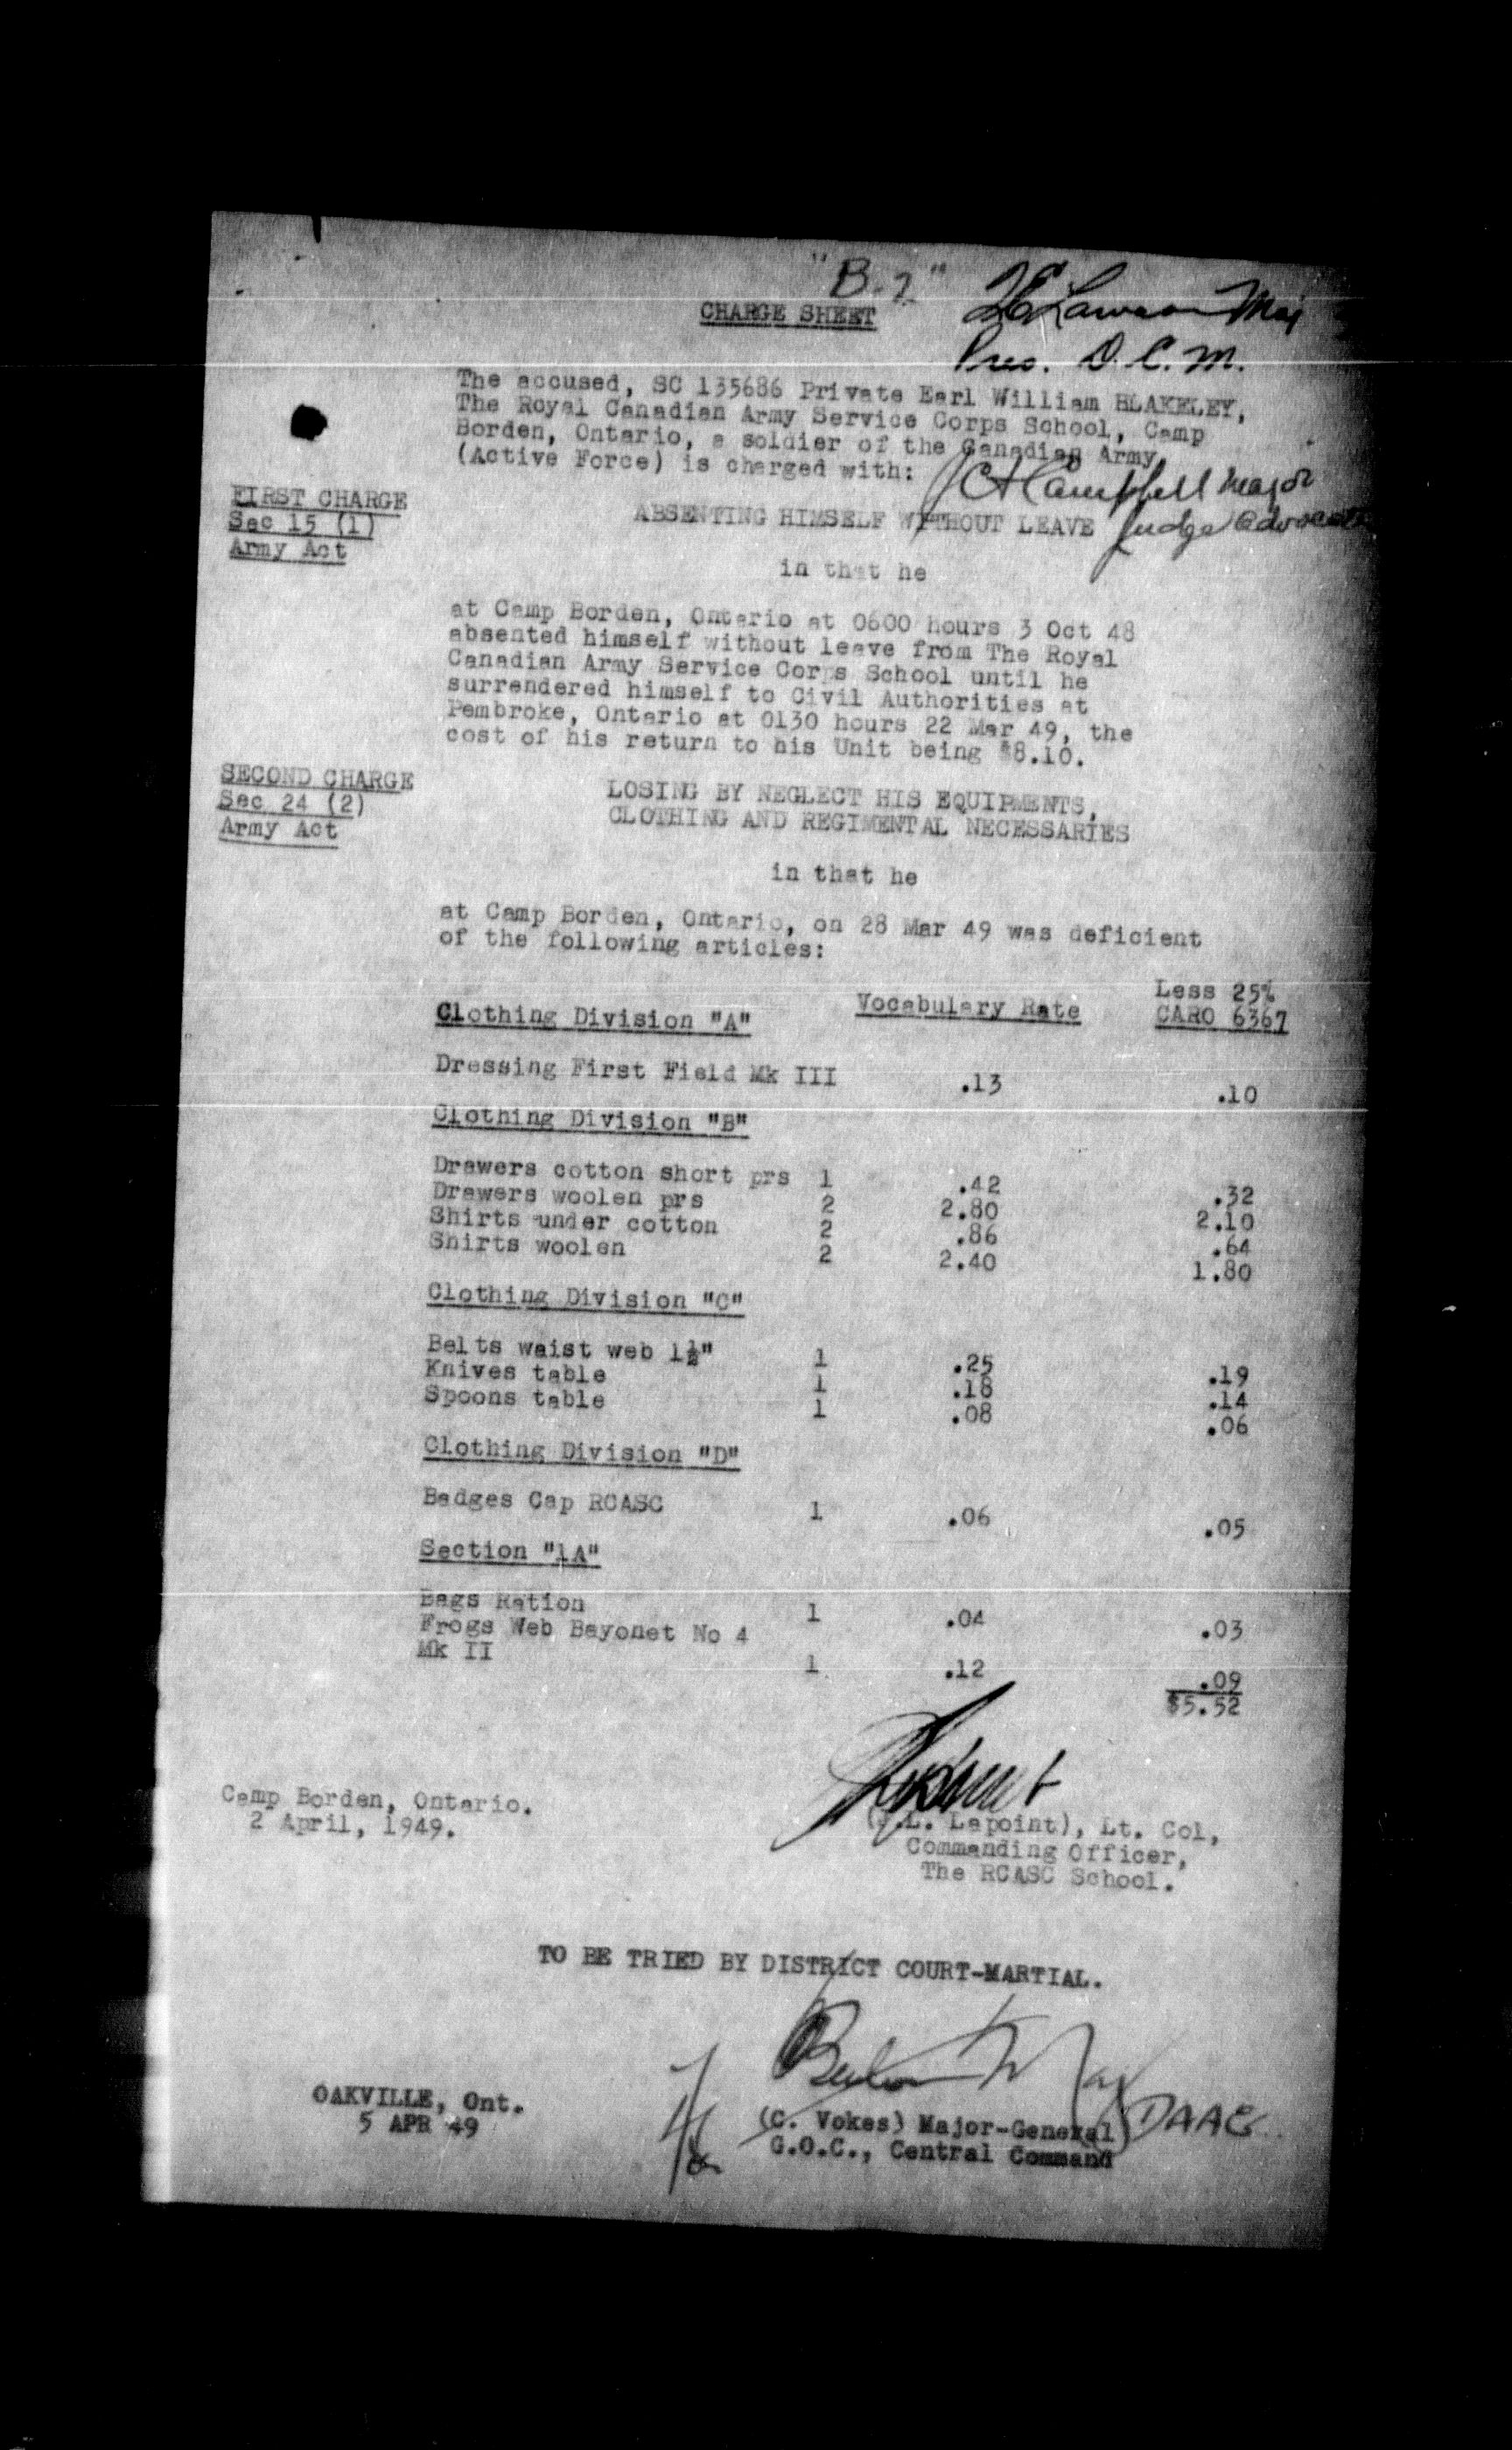 "B.2"
CHARGE SHEET
Lawson Maj
Pres. D.C.M.
The accused, SC 135686 Private Earl William BLAKELEY,
The Royal Canadian Army Service Corps School, Camp
Borden, Ontario, a soldier of the Canadian Army
(Active Force) is charged with:
Campbell Major
Judge Advocate
FIRST CHARGE
Sec 15 (1)
Army Act
ABSENTING HIMSELF WITHOUT LEAVE
in that he
at Camp Borden, Ontario at 0600 hours 3 Oct 48
absented himself without leave from The Royal
Canadian Army Service Corps School until he
surrendered himself to Civil Authorities at
Pembroke, Ontario at 0130 hours 22 Mar 49, the
cost of his return to his Unit being $8.10.
SECOND CHARGE
Sec 24 (2)
Army Act
LOSING BY NEGLECT HIS EQUIPMENTS,
CLOTHING AND REGIMENTAL NECESSARIES
in that he
at Camp Borden, Ontario, on 28 Mar 49 was deficient
of the following articles:
Clothing Division "A" Vocabulary Rate Less 25% CARO 6367
Dressing First Field Mk III .13 .10
Clothing Division "B"
Drawers cotton short prs 1 .42 .32
Drawers woolen prs 2 2.80 2.10
Shirts under cotton 2 .86 .64
Shirts woolen 2 2.40 1.80
Clothing Division "C"
Belts waist web 1½" 1 .25 .19
Knives table 1 .18 .14
Spoons table 1 .08 .06
Clothing Division "D"
Badges Cap RCASC 1 .06 .05
Section "1A"
Bags Ration 1 .04 .03
Frogs Web Bayonet No 4
Mk II 1 .12 .09
$5.52
Camp Borden, Ontario.
2 April, 1949.
(J.L. Lapoint), Lt. Col,
Commanding Officer,
The RCASC School.
TO BE TRIED BY DISTRICT COURT-MARTIAL.
OAKVILLE, Ont.
5 APR 49
Maj
DAAG
(C. Vokes) Major-General
G.O.C., Central Command